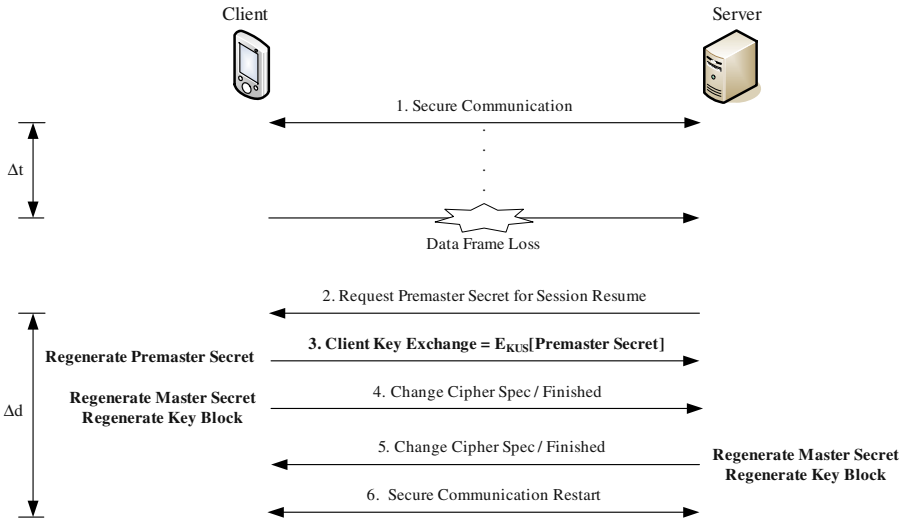 Client
Server
1. Secure Communication
Δt
Data Frame Loss
2. Request Premaster Secret for Session Resume
3. Client Key Exchange = EKUS[Premaster Secret]
Regenerate Premaster Secret
4. Change Cipher Spec / Finished
Regenerate Master Secret
Regenerate Key Block
Δd
5. Change Cipher Spec / Finished
Regenerate Master Secret
Regenerate Key Block
6. Secure Communication Restart